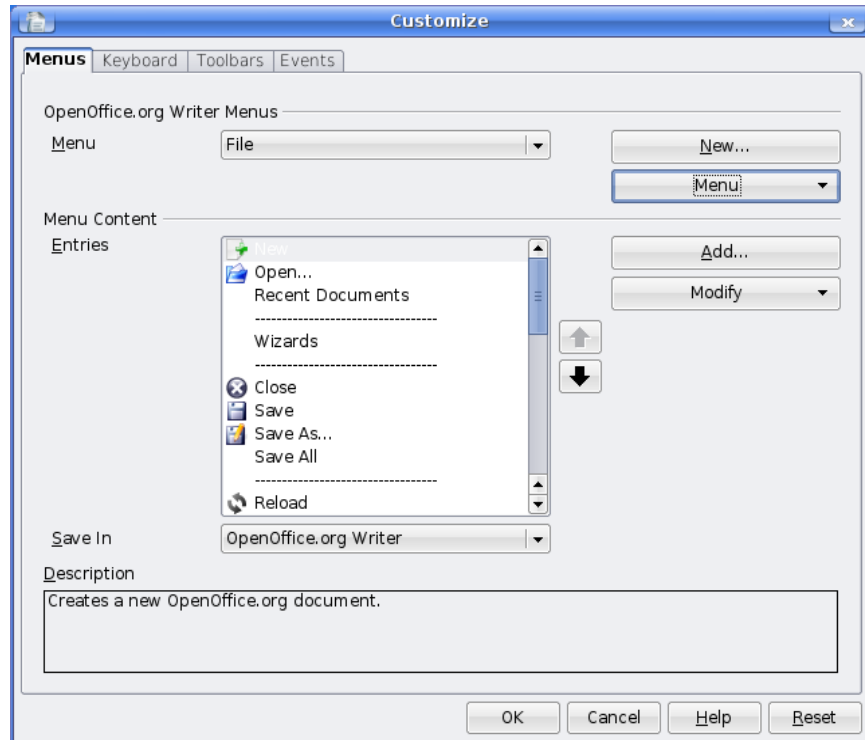 Customize
Menus Keyboard Toolbars Events
OpenOffice.org Writer Menus
Menu File New...
Menu
Menu Content
Entries New Add...
Open... Modify
Recent Documents
----------------------------------
Wizards
----------------------------------
Close
Save
Save As...
Save All
----------------------------------
Reload
Save In OpenOffice.org Writer
Description
Creates a new OpenOffice.org document.
OK Cancel Help Reset